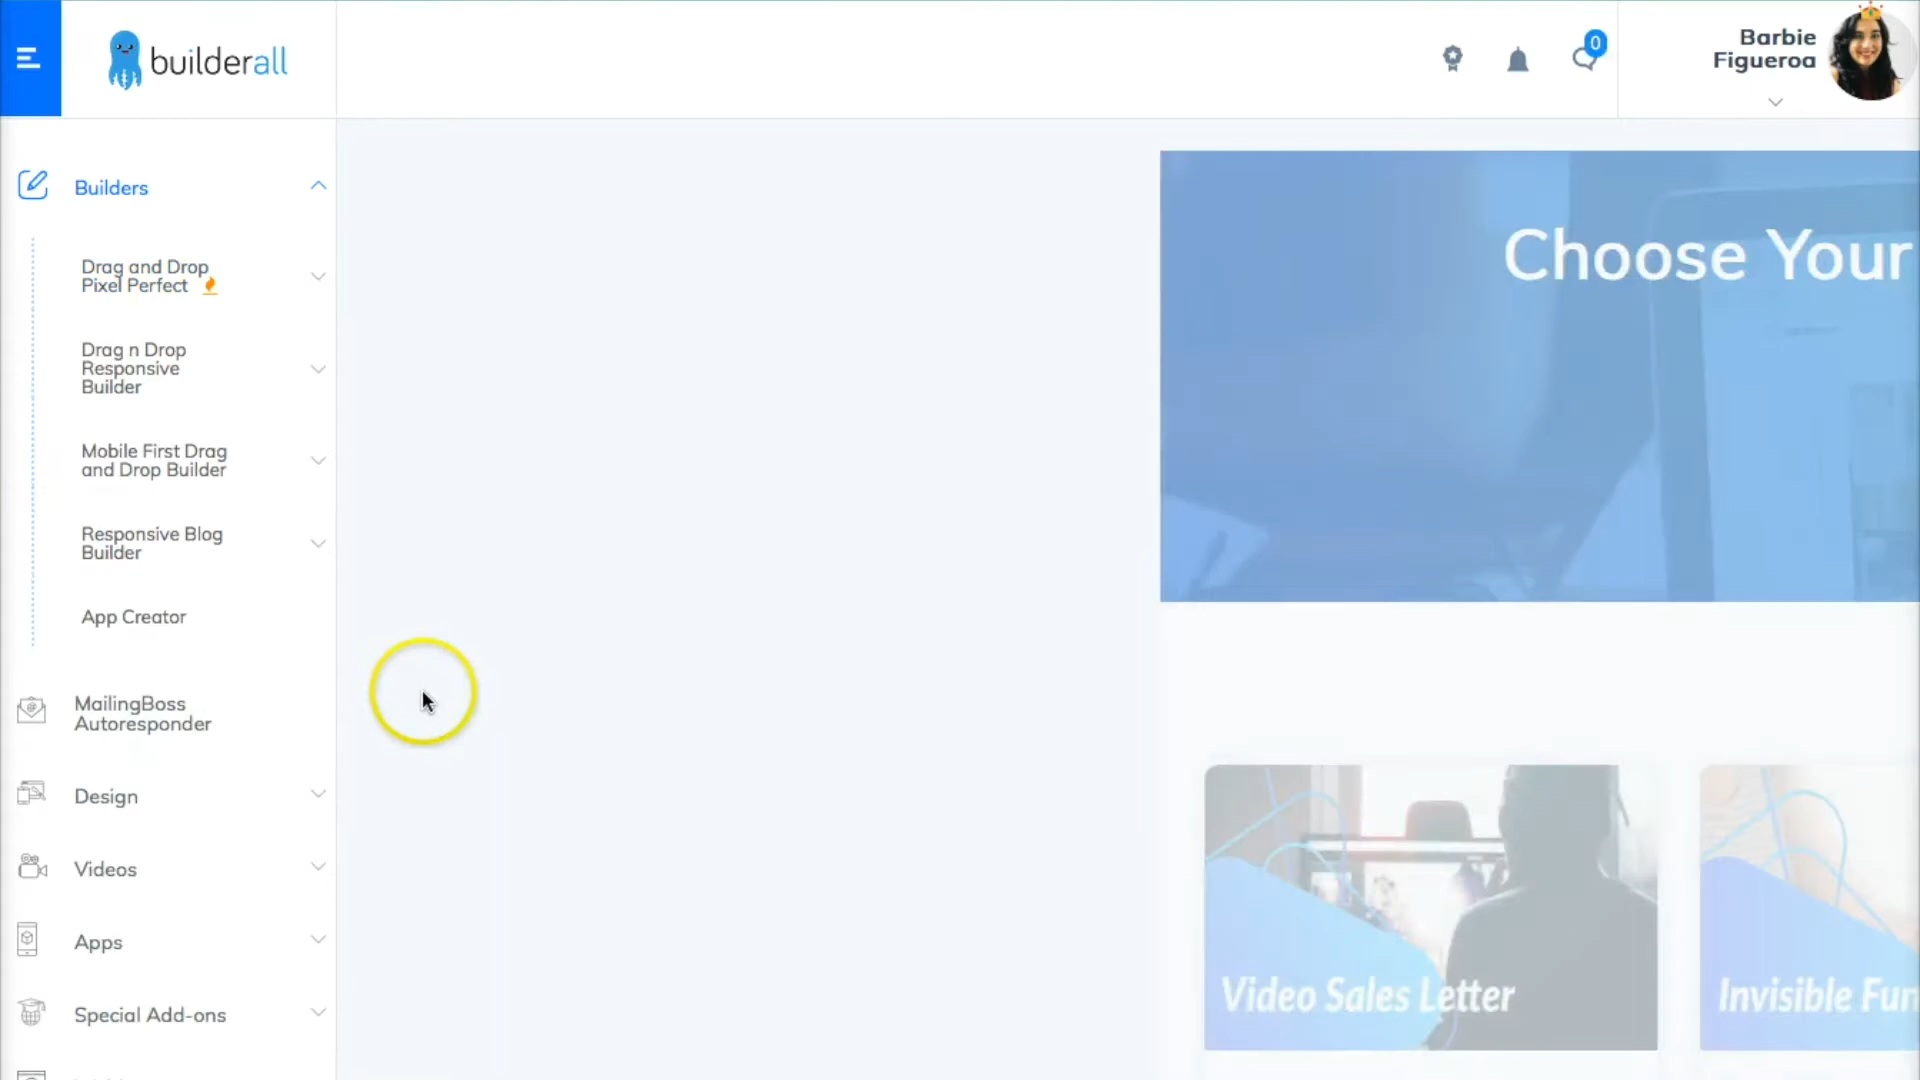 builderall
0
Barbie
Figueroa
Builders
Drag and Drop
Pixel Perfect
Drag n Drop
Responsive
Builder
Mobile First Drag
and Drop Builder
Responsive Blog
Builder
App Creator
MailingBoss
Autoresponder
Design
Videos
Apps
Special Add-ons
Choose Your
Video Sales Letter
Invisible Fun